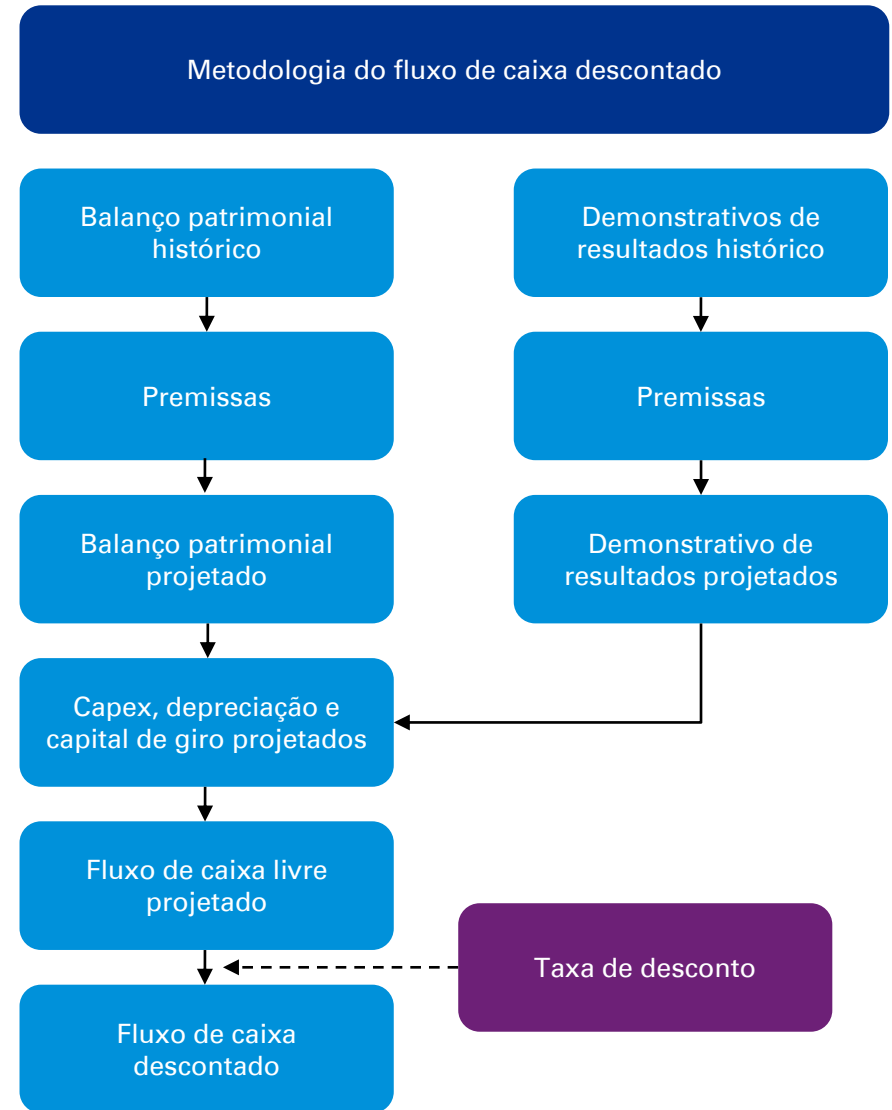 Metodologia do fluxo de caixa descontado
Balanço patrimonial
histórico
Demonstrativos de
resultados histórico
Premissas
Premissas
Balanço patrimonial
projetado
Demonstrativo de
resultados projetados
Capex, depreciação e
capital de giro projetados
Fluxo de caixa livre
projetado
Taxa de desconto
Fluxo de caixa
descontado